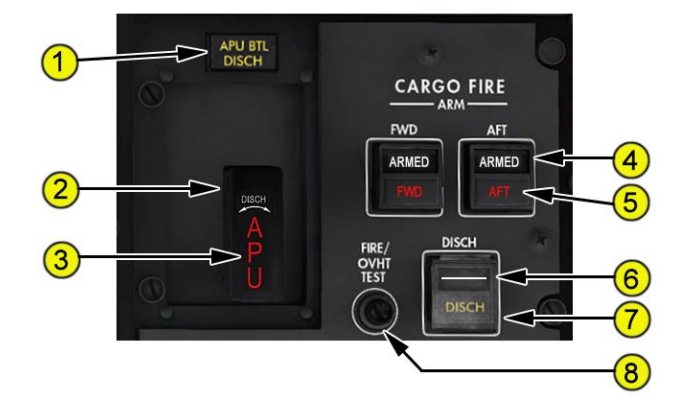 1
APU BTL
DISCH
CARGO FIRE
ARM
FWD
AFT
ARMED
ARMED
4
FWD
AFT
5
2
DISCH
A
P
U
3
FIRE/
OVHT
TEST
DISCH
6
DISCH
7
8